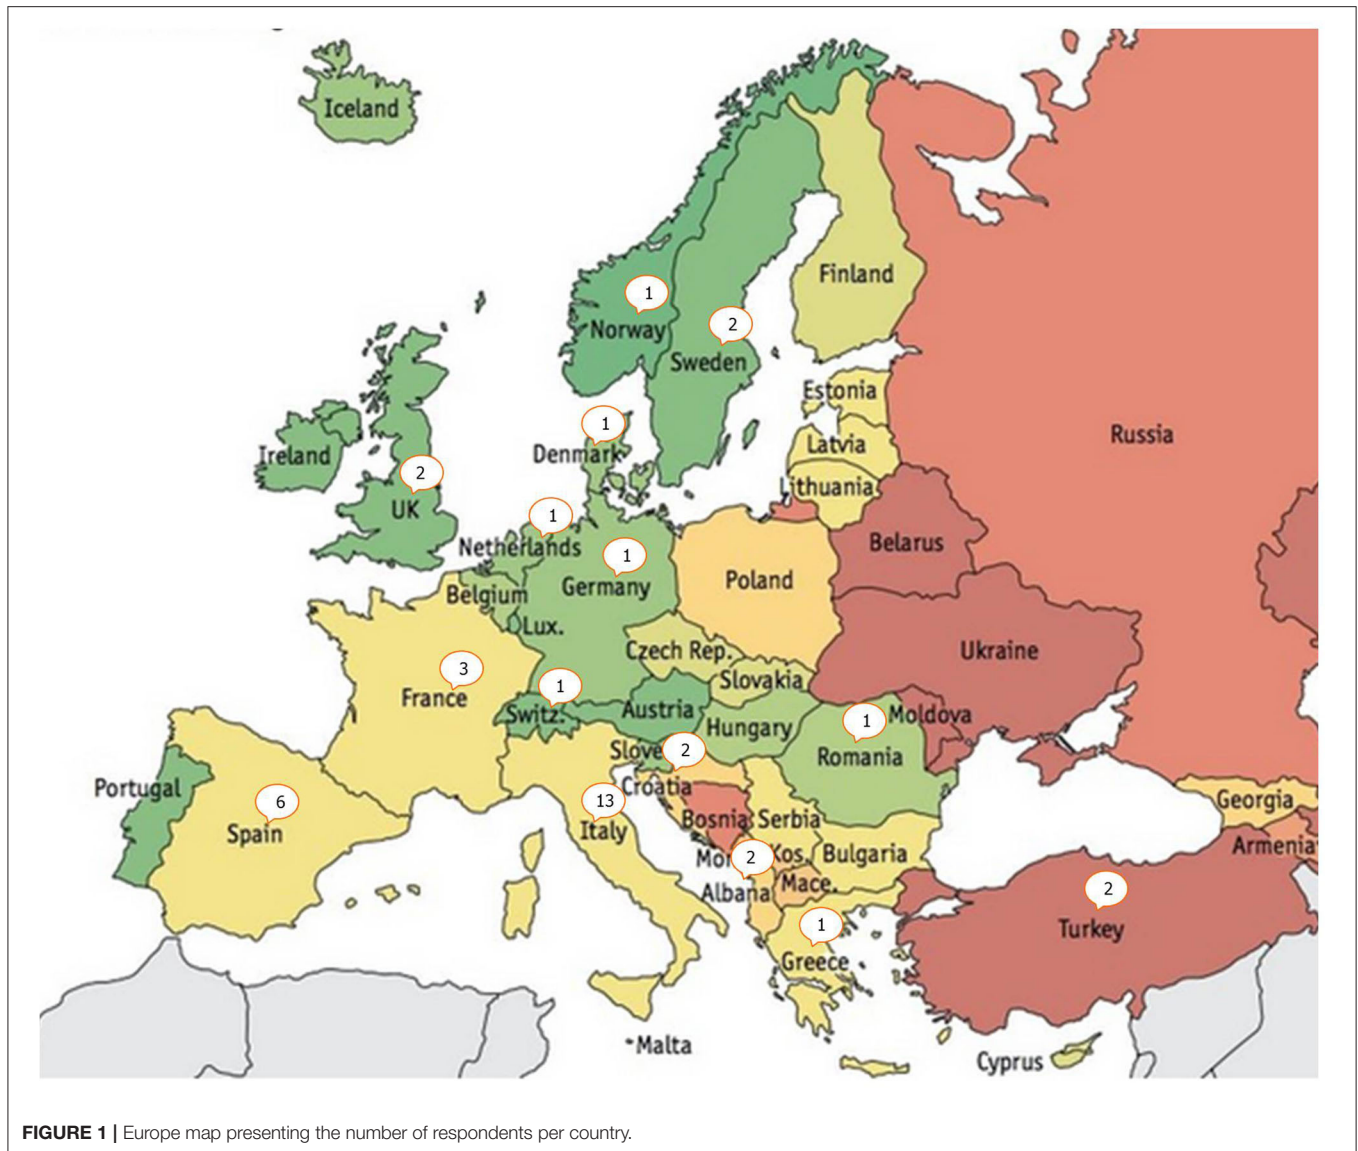 Iceland
1
Norway
2
Sweden
Finland
Estonia
Latvia
Lithuania
Russia
1
Denmark
Ireland
2
UK
1
Netherlands
1
Germany
Belgium
Lux.
Poland
Belarus
Ukraine
Czech Rep.
Slovakia
3
France
1
Switz.
Austria
Hungary
1
Moldova
Romania
Slove
2
Croatia
Portugal
6
Spain
13
Italy
Bosnia
Serbia
Georgia
Armenia
Mor
2
Kos.
Bulgaria
Albana
Mace.
2
Turkey
1
Greece
Malta
Cyprus
FIGURE 1 | Europe map presenting the number of respondents per country.